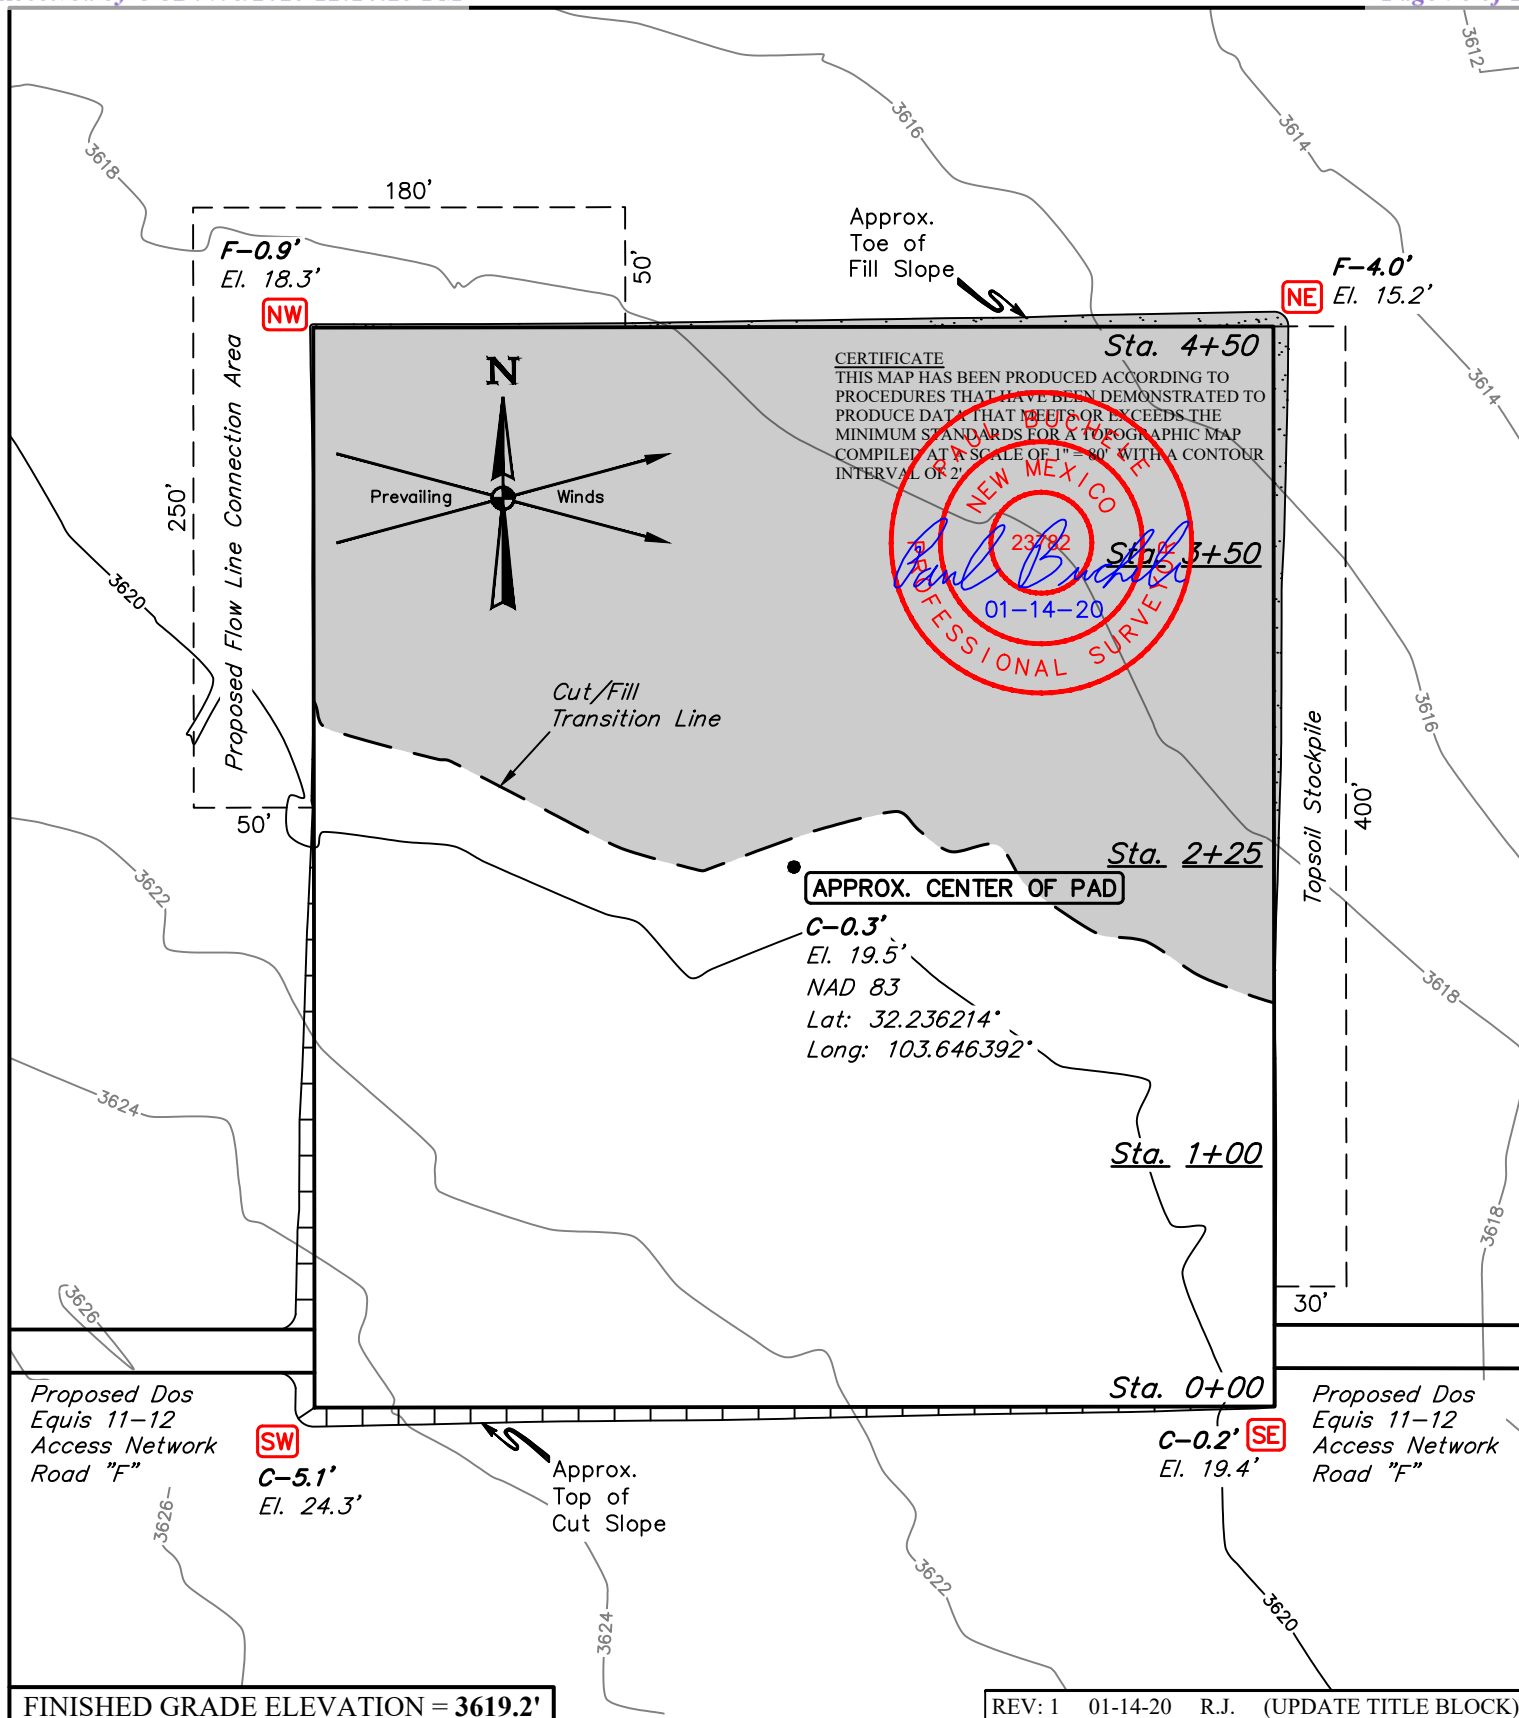 3612
3616
3614
3618
180'
Approx.
Toe of
Fill Slope
50'
F-0.9'
El. 18.3'
NW
F-4.0'
NE
El. 15.2'
Sta. 4+50
N
CERTIFICATE
THIS MAP HAS BEEN PRODUCED ACCORDING TO
PROCEDURES THAT HAVE BEEN DEMONSTRATED TO
PRODUCE DATA THAT MEETS OR EXCEEDS THE
MINIMUM STANDARDS FOR A TOPOGRAPHIC MAP
COMPILED AT A SCALE OF 1" = 80' WITH A CONTOUR
INTERVAL OF 2'.
3614
Prevailing Winds
250'
Proposed Flow Line Connection Area
PAUL BUCHELE
NEW MEXICO
23782
PROFESSIONAL SURVEYOR
Paul Buchele
01-14-20
Sta. 3+50
3620
Cut/Fill
Transition Line
3616
Topsoil Stockpile
400'
50'
Sta. 2+25
3622
APPROX. CENTER OF PAD
C-0.3'
El. 19.5'
NAD 83
Lat: 32.236214°
Long: 103.646392°
3618
3624
Sta. 1+00
3618
3626
30'
Sta. 0+00
Proposed Dos
Equis 11-12
Access Network
Road "F"
SW
C-5.1'
El. 24.3'
Approx.
Top of
Cut Slope
C-0.2'
SE
El. 19.4'
Proposed Dos
Equis 11-12
Access Network
Road "F"
3626
3622
3624
3620
FINISHED GRADE ELEVATION = 3619.2'
REV: 1 01-14-20 R.J. (UPDATE TITLE BLOCK)